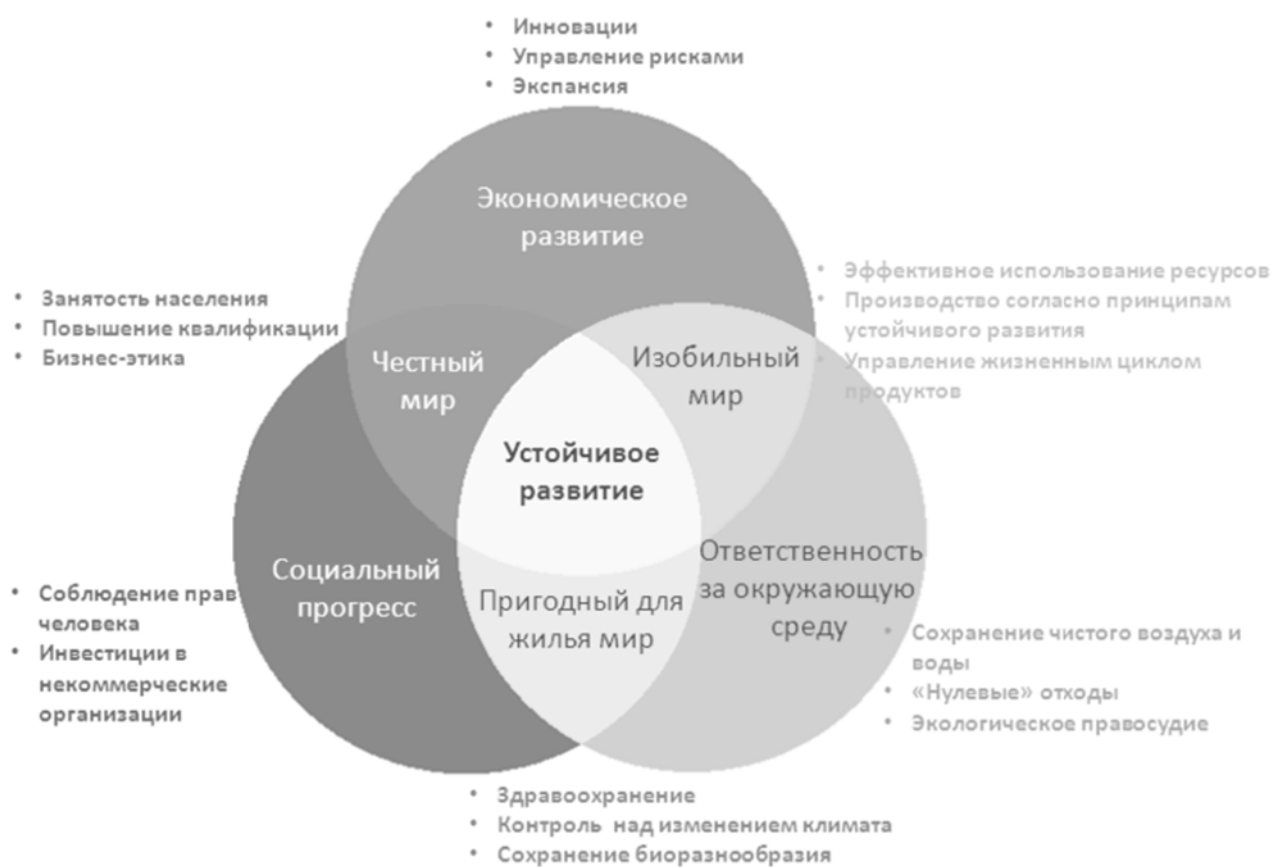 • Инновации
• Управление рисками
• Экспансия
Экономическое
развитие
• Занятость населения
• Повышение квалификации
• Бизнес-этика
• Эффективное использование ресурсов
• Производство согласно принципам
устойчивого развития
• Управление жизненным циклом
продуктов
Честный
мир
Изобильный
мир
Устойчивое
развитие
Социальный
прогресс
Пригодный для
жилья мир
Ответственность
за окружающую
среду
• Соблюдение прав
человека
• Инвестиции в
некоммерческие
организации
• Сохранение чистого воздуха и
воды
• «Нулевые» отходы
• Экологическое правосудие
• Здравоохранение
• Контроль над изменением климата
• Сохранение биоразнообразия